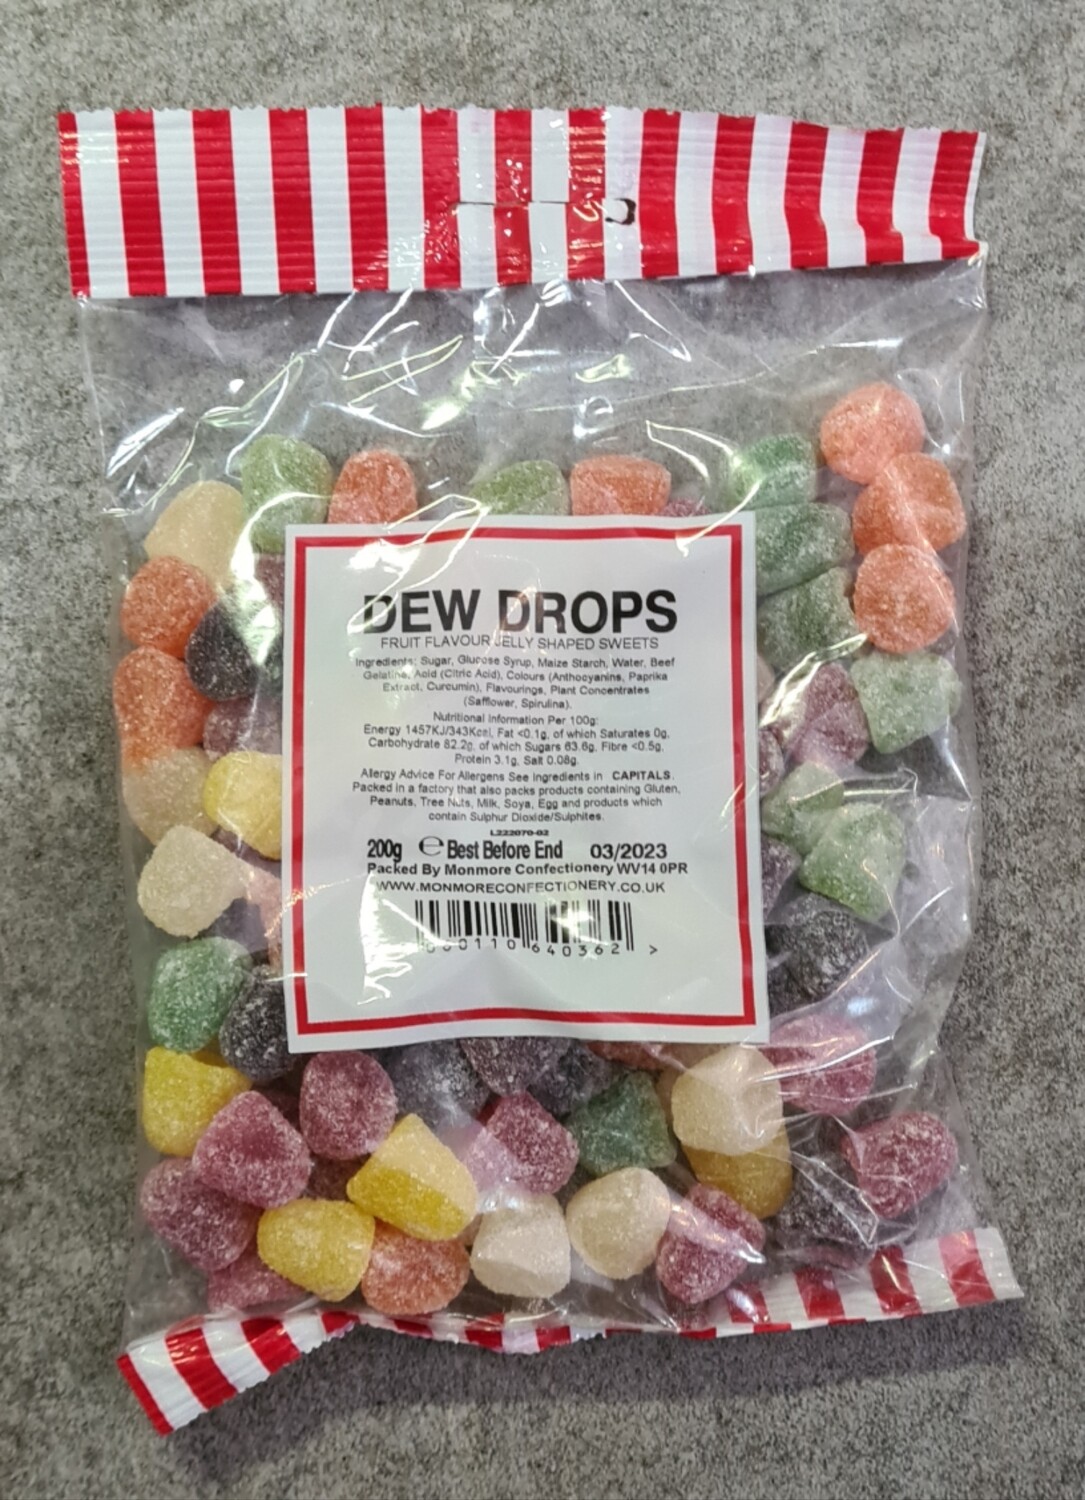 DEW DROPS
FRUIT FLAVOUR JELLY SHAPED SWEETS
Ingredients: Sugar, Glucose Syrup, Maize Starch, Water, Beef
Gelatine, Acid (Citric Acid), Colours (Anthocyanins, Paprika
Extract, Curcumin), Flavourings, Plant Concentrates
(Safflower, Spirulina).
Nutritional Information Per 100g:
Energy 1457KJ/343Kcal, Fat <0.1g, of which Saturates 0g,
Carbohydrate 82.2g, of which Sugars 63.6g, Fibre <0.5g,
Protein 3.1g, Salt 0.08g.
Allergy Advice For Allergens See Ingredients in CAPITALS.
Packed in a factory that also packs products containing Gluten,
Peanuts, Tree Nuts, Milk, Soya, Egg and products which
contain Sulphur Dioxide/Sulphites.
L222070-02
200g ℮ Best Before End 03/2023
Packed By Monmore Confectionery WV14 0PR
WWW.MONMORECONFECTIONERY.CO.UK
000110 640362 >